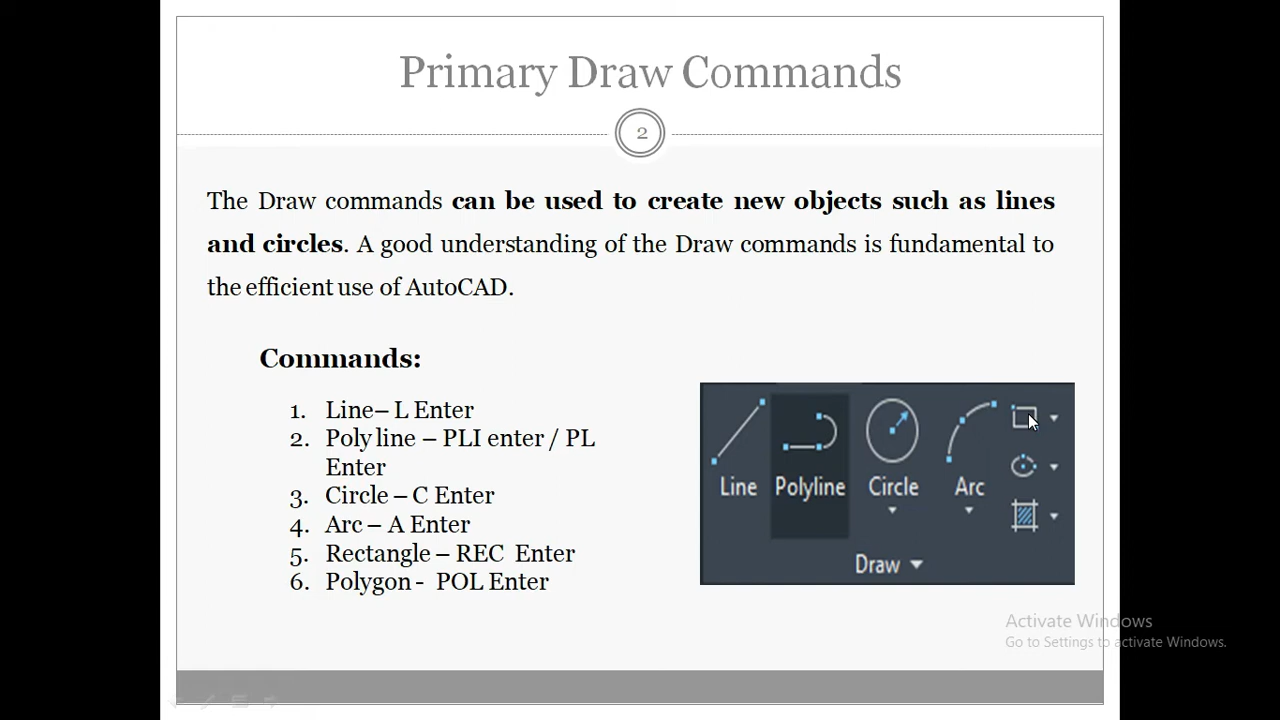 Primary Draw Commands
2
The Draw commands can be used to create new objects such as lines
and circles. A good understanding of the Draw commands is fundamental to
the efficient use of AutoCAD.
Commands:
1. Line– L Enter
2. Poly line – PLI enter / PL
Enter
3. Circle – C Enter
4. Arc – A Enter
5. Rectangle – REC Enter
6. Polygon - POL Enter
Line Polyline Circle Arc
Draw
Activate Windows
Go to Settings to activate Windows.